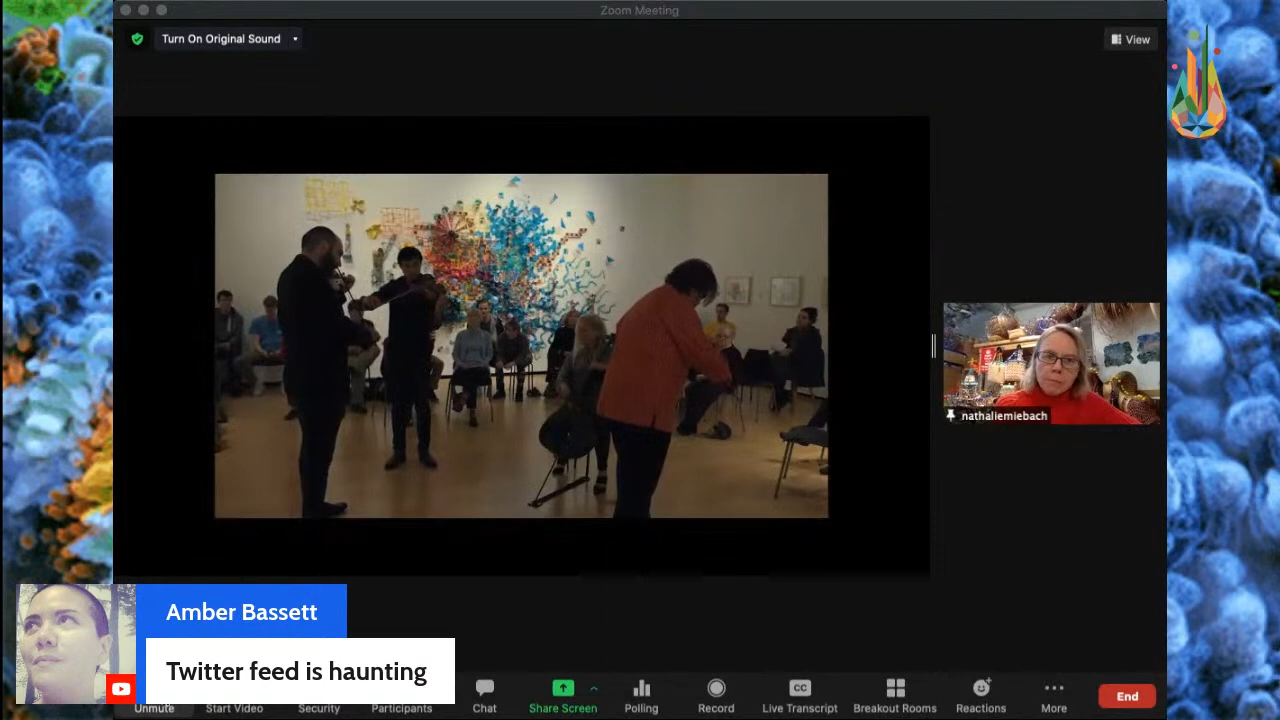 Zoom Meeting
Turn On Original Sound
View
nathaliemiebach
Amber Bassett
Twitter feed is haunting
Unmute
Start Video
Security
Participants
Chat
Share Screen
Polling
Record
CC
Live Transcript
Breakout Rooms
Reactions
More
End